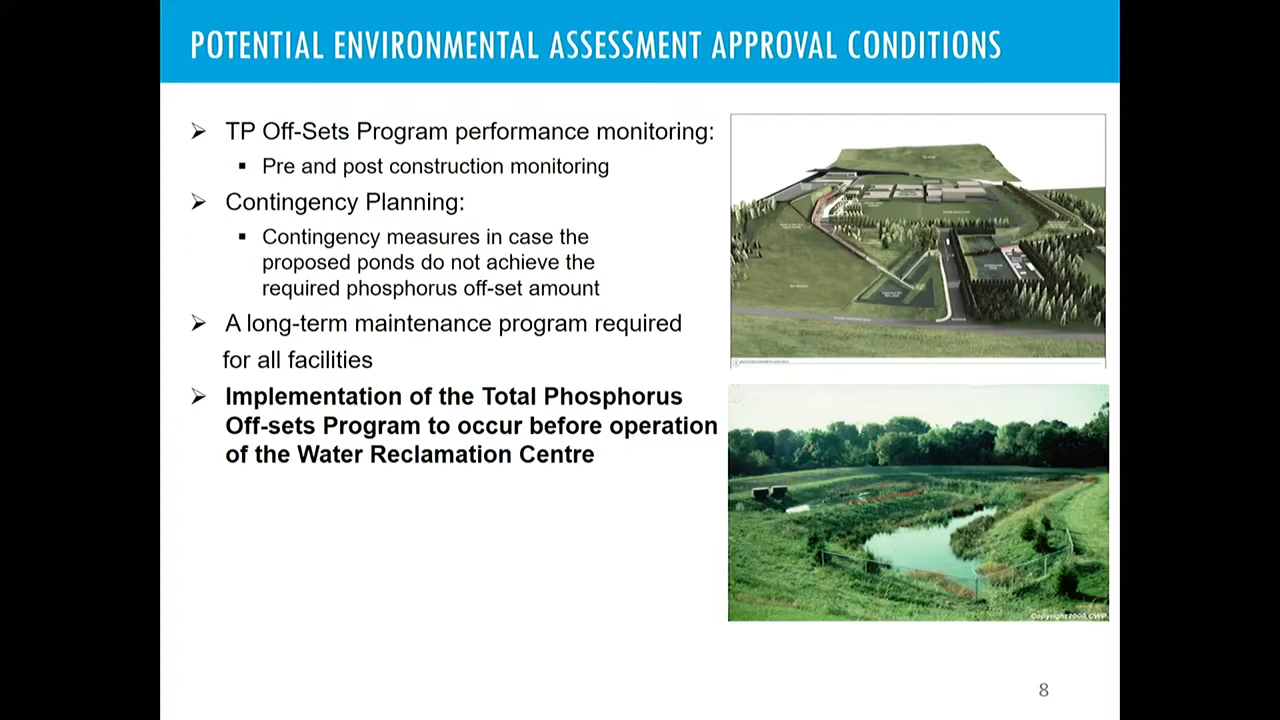 POTENTIAL ENVIRONMENTAL ASSESSMENT APPROVAL CONDITIONS
➢ TP Off-Sets Program performance monitoring:
▪ Pre and post construction monitoring
➢ Contingency Planning:
▪ Contingency measures in case the
proposed ponds do not achieve the
required phosphorus off-set amount
➢ A long-term maintenance program required
for all facilities
➢ Implementation of the Total Phosphorus
Off-sets Program to occur before operation
of the Water Reclamation Centre
Copyright 2000, CWP
8